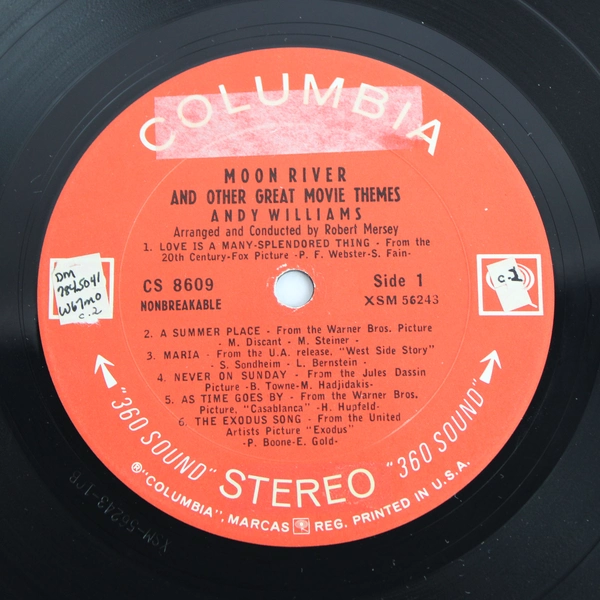 COLUMBIA
MOON RIVER
AND OTHER GREAT MOVIE THEMES
ANDY WILLIAMS
Arranged and Conducted by Robert Mersey
1. LOVE IS A MANY-SPLENDORED THING - From the
20th Century-Fox Picture -P. F. Webster-S. Fain-
DM
7845041
W67mo
c.2
CS 8609
NONBREAKABLE
Side 1
XSM 56243
c.1
2. A SUMMER PLACE - From the Warner Bros. Picture
- M. Discant - M. Steiner -
3. MARIA - From the U.A. release, "West Side Story"
- S. Sondheim - L. Bernstein -
4. NEVER ON SUNDAY - From the Jules Dassin
Picture -B. Towne-M. Hadjidakis-
5. AS TIME GOES BY - From the Warner Bros.
Picture, "Casablanca" -H. Hupfeld-
6. THE EXODUS SONG - From the United
Artists Picture "Exodus"
-P. Boone-E. Gold-
"360 SOUND" STEREO "360 SOUND"
®"COLUMBIA", MARCAS REG. PRINTED IN U.S.A.